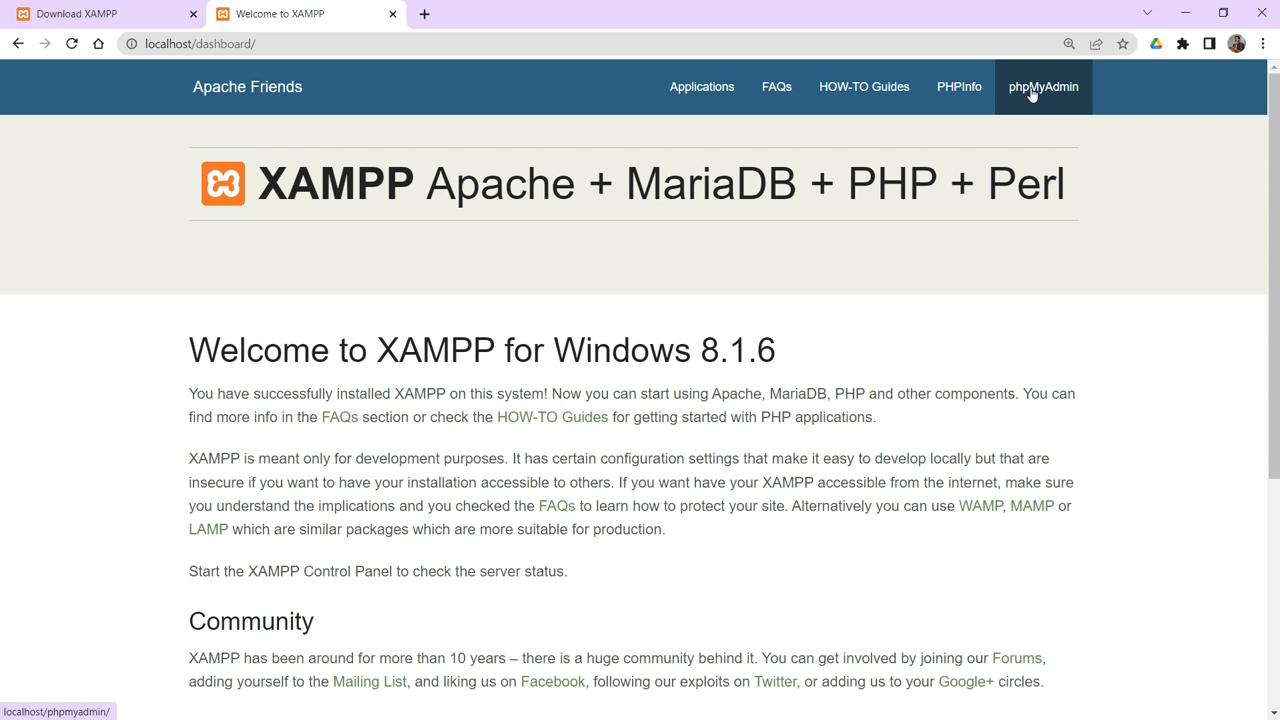 Download XAMPP
Welcome to XAMPP
localhost/dashboard/
Apache Friends
Applications
FAQs
HOW-TO Guides
PHPInfo
phpMyAdmin
XAMPP Apache + MariaDB + PHP + Perl
Welcome to XAMPP for Windows 8.1.6
You have successfully installed XAMPP on this system! Now you can start using Apache, MariaDB, PHP and other components. You can
find more info in the FAQs section or check the HOW-TO Guides for getting started with PHP applications.
XAMPP is meant only for development purposes. It has certain configuration settings that make it easy to develop locally but that are
insecure if you want to have your installation accessible to others. If you want have your XAMPP accessible from the internet, make sure
you understand the implications and you checked the FAQs to learn how to protect your site. Alternatively you can use WAMP, MAMP or
LAMP which are similar packages which are more suitable for production.
Start the XAMPP Control Panel to check the server status.
Community
XAMPP has been around for more than 10 years – there is a huge community behind it. You can get involved by joining our Forums,
adding yourself to the Mailing List, and liking us on Facebook, following our exploits on Twitter, or adding us to your Google+ circles.
localhost/phpmyadmin/